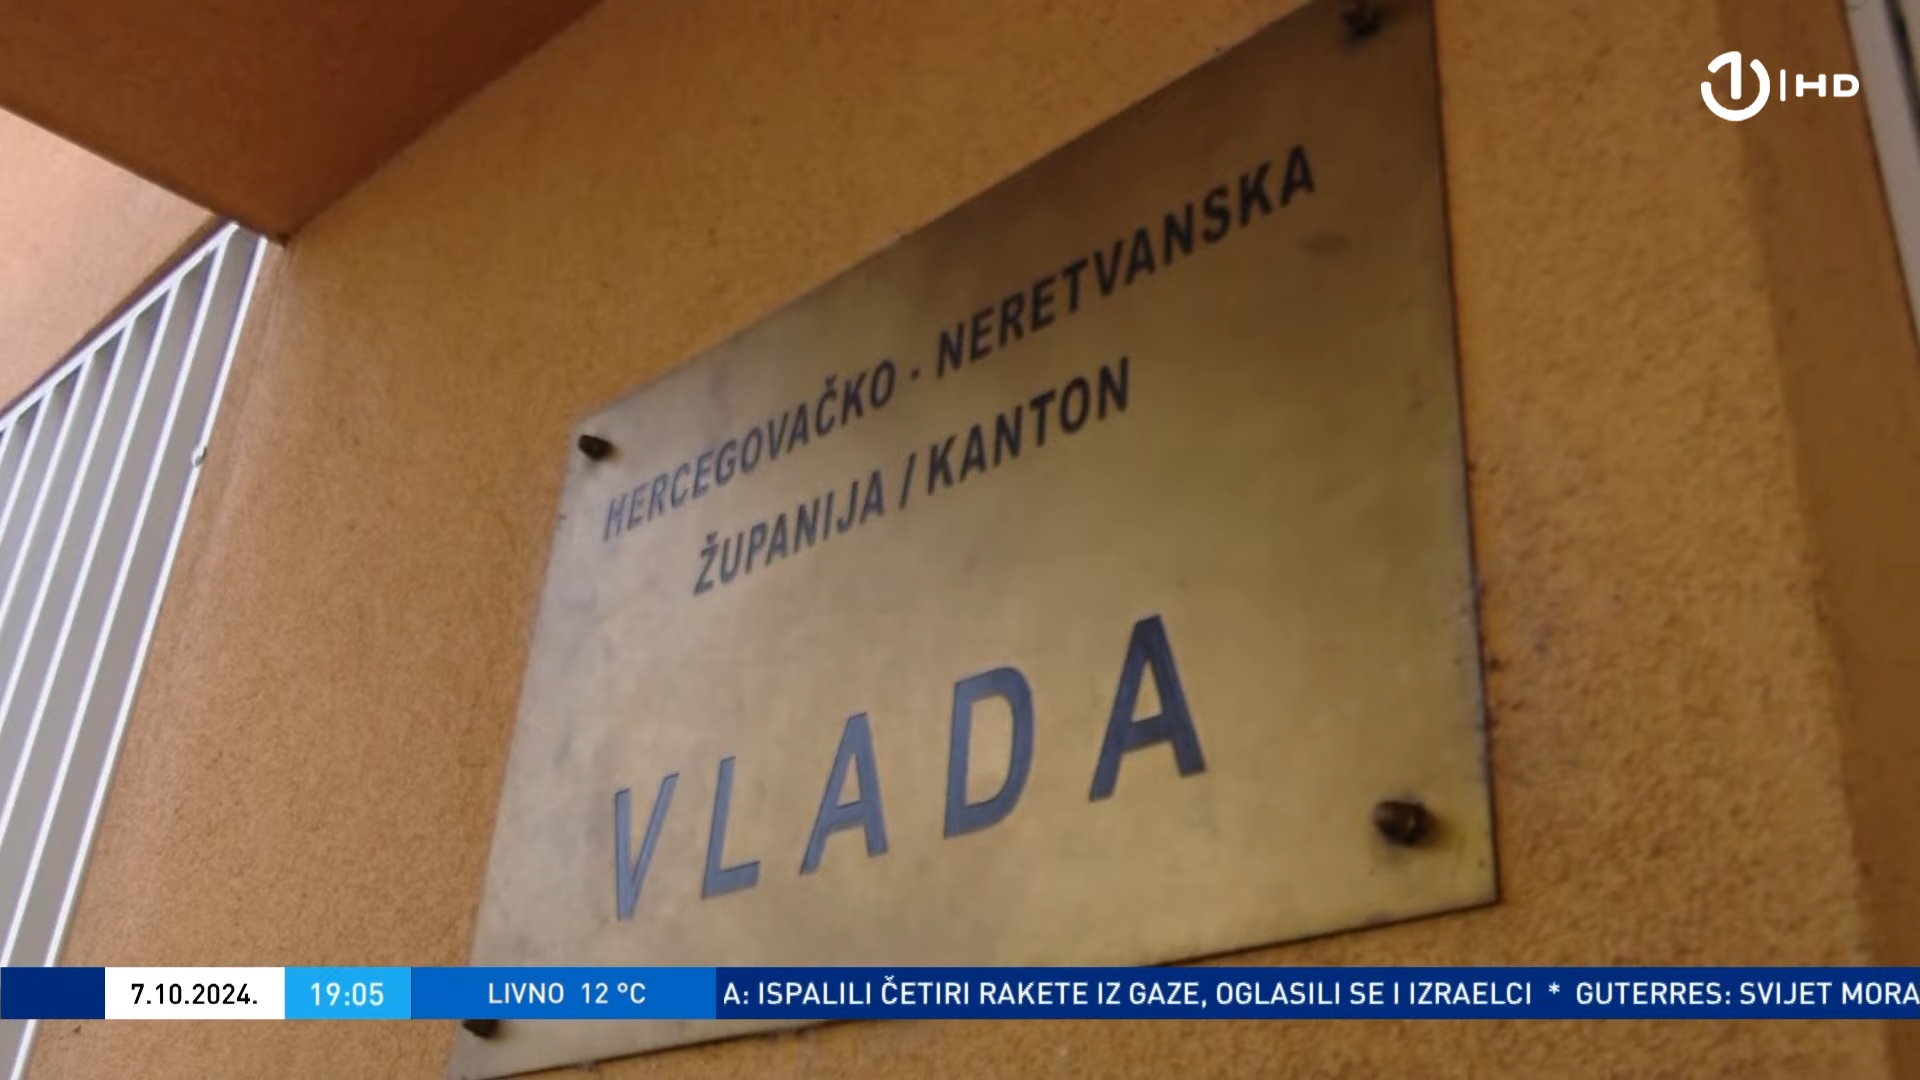 HD
HERCEGOVAČKO - NERETVANSKA
ŽUPANIJA / KANTON
VLADA
7.10.2024. 19:05 LIVNO 12 °C A: ISPALILI ČETIRI RAKETE IZ GAZE, OGLASILI SE I IZRAELCI * GUTERRES: SVIJET MORA